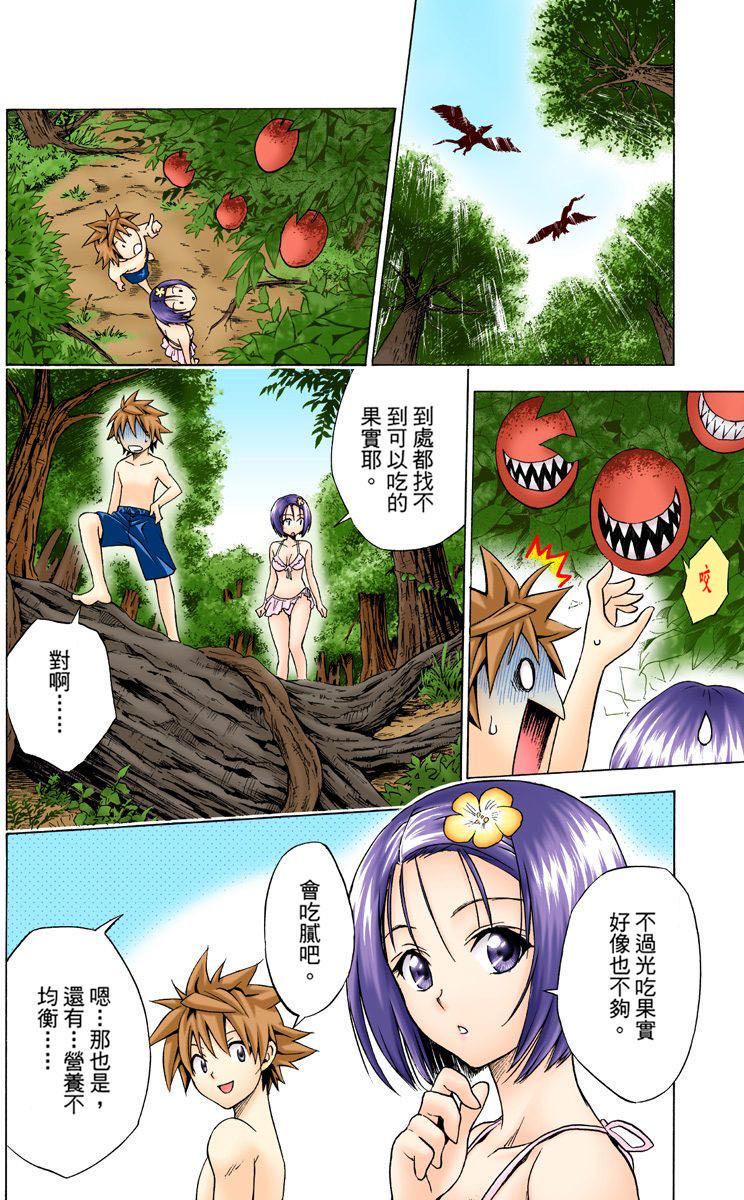 咬
到處都找不
到可以吃的
果實耶。
對啊……
不過光吃果實
好像也不夠。
會吃膩吧。
嗯…那也是，
還有…營養不
均衡……